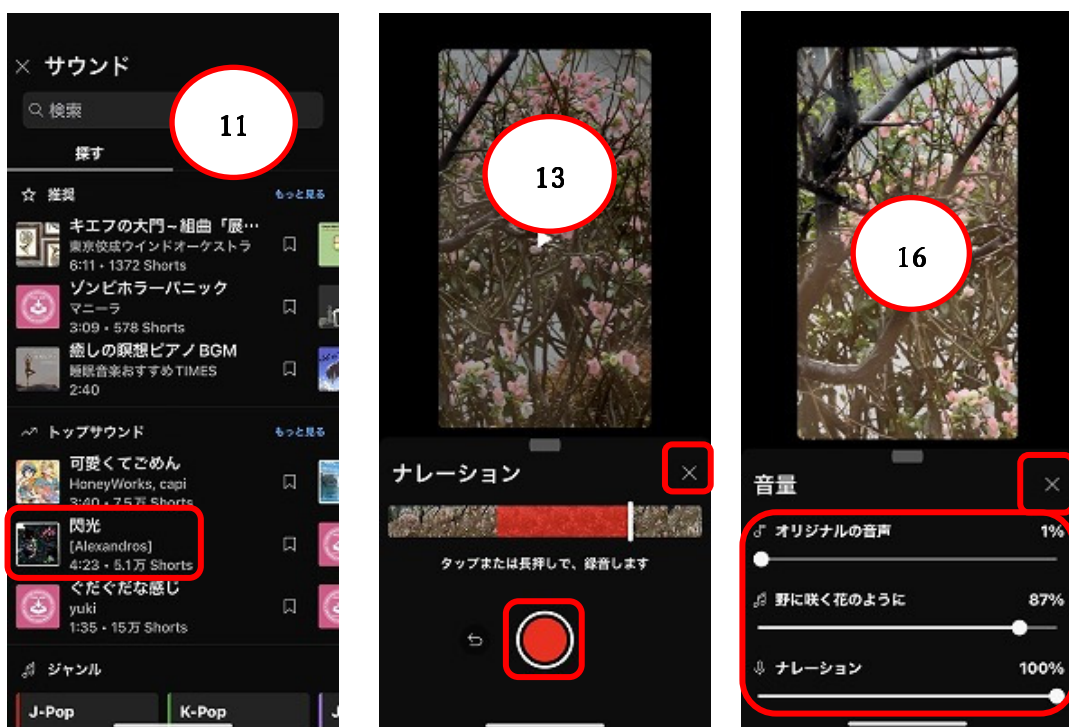 サウンド
検索
11
探す
推奨
もっと見る
キエフの大門~組曲「展…
東京佼成ウインドオーケストラ
6:11・1372 Shorts
ゾンビホラーパニック
マニーラ
3:09・578 Shorts
癒しの瞑想ピアノBGM
睡眠音楽おすすめTIMES
2:40
トップサウンド
もっと見る
可愛くてごめん
HoneyWorks, capi
3:40・7.5万 Shorts
閃光
[Alexandros]
4:23・5.1万 Shorts
ぐだぐだな感じ
yuki
1:35・15万 Shorts
ジャンル
J-Pop
K-Pop
13
ナレーション
タップまたは長押しで、録音します
16
音量
オリジナルの音声 1%
野に咲く花のように 87%
ナレーション 100%